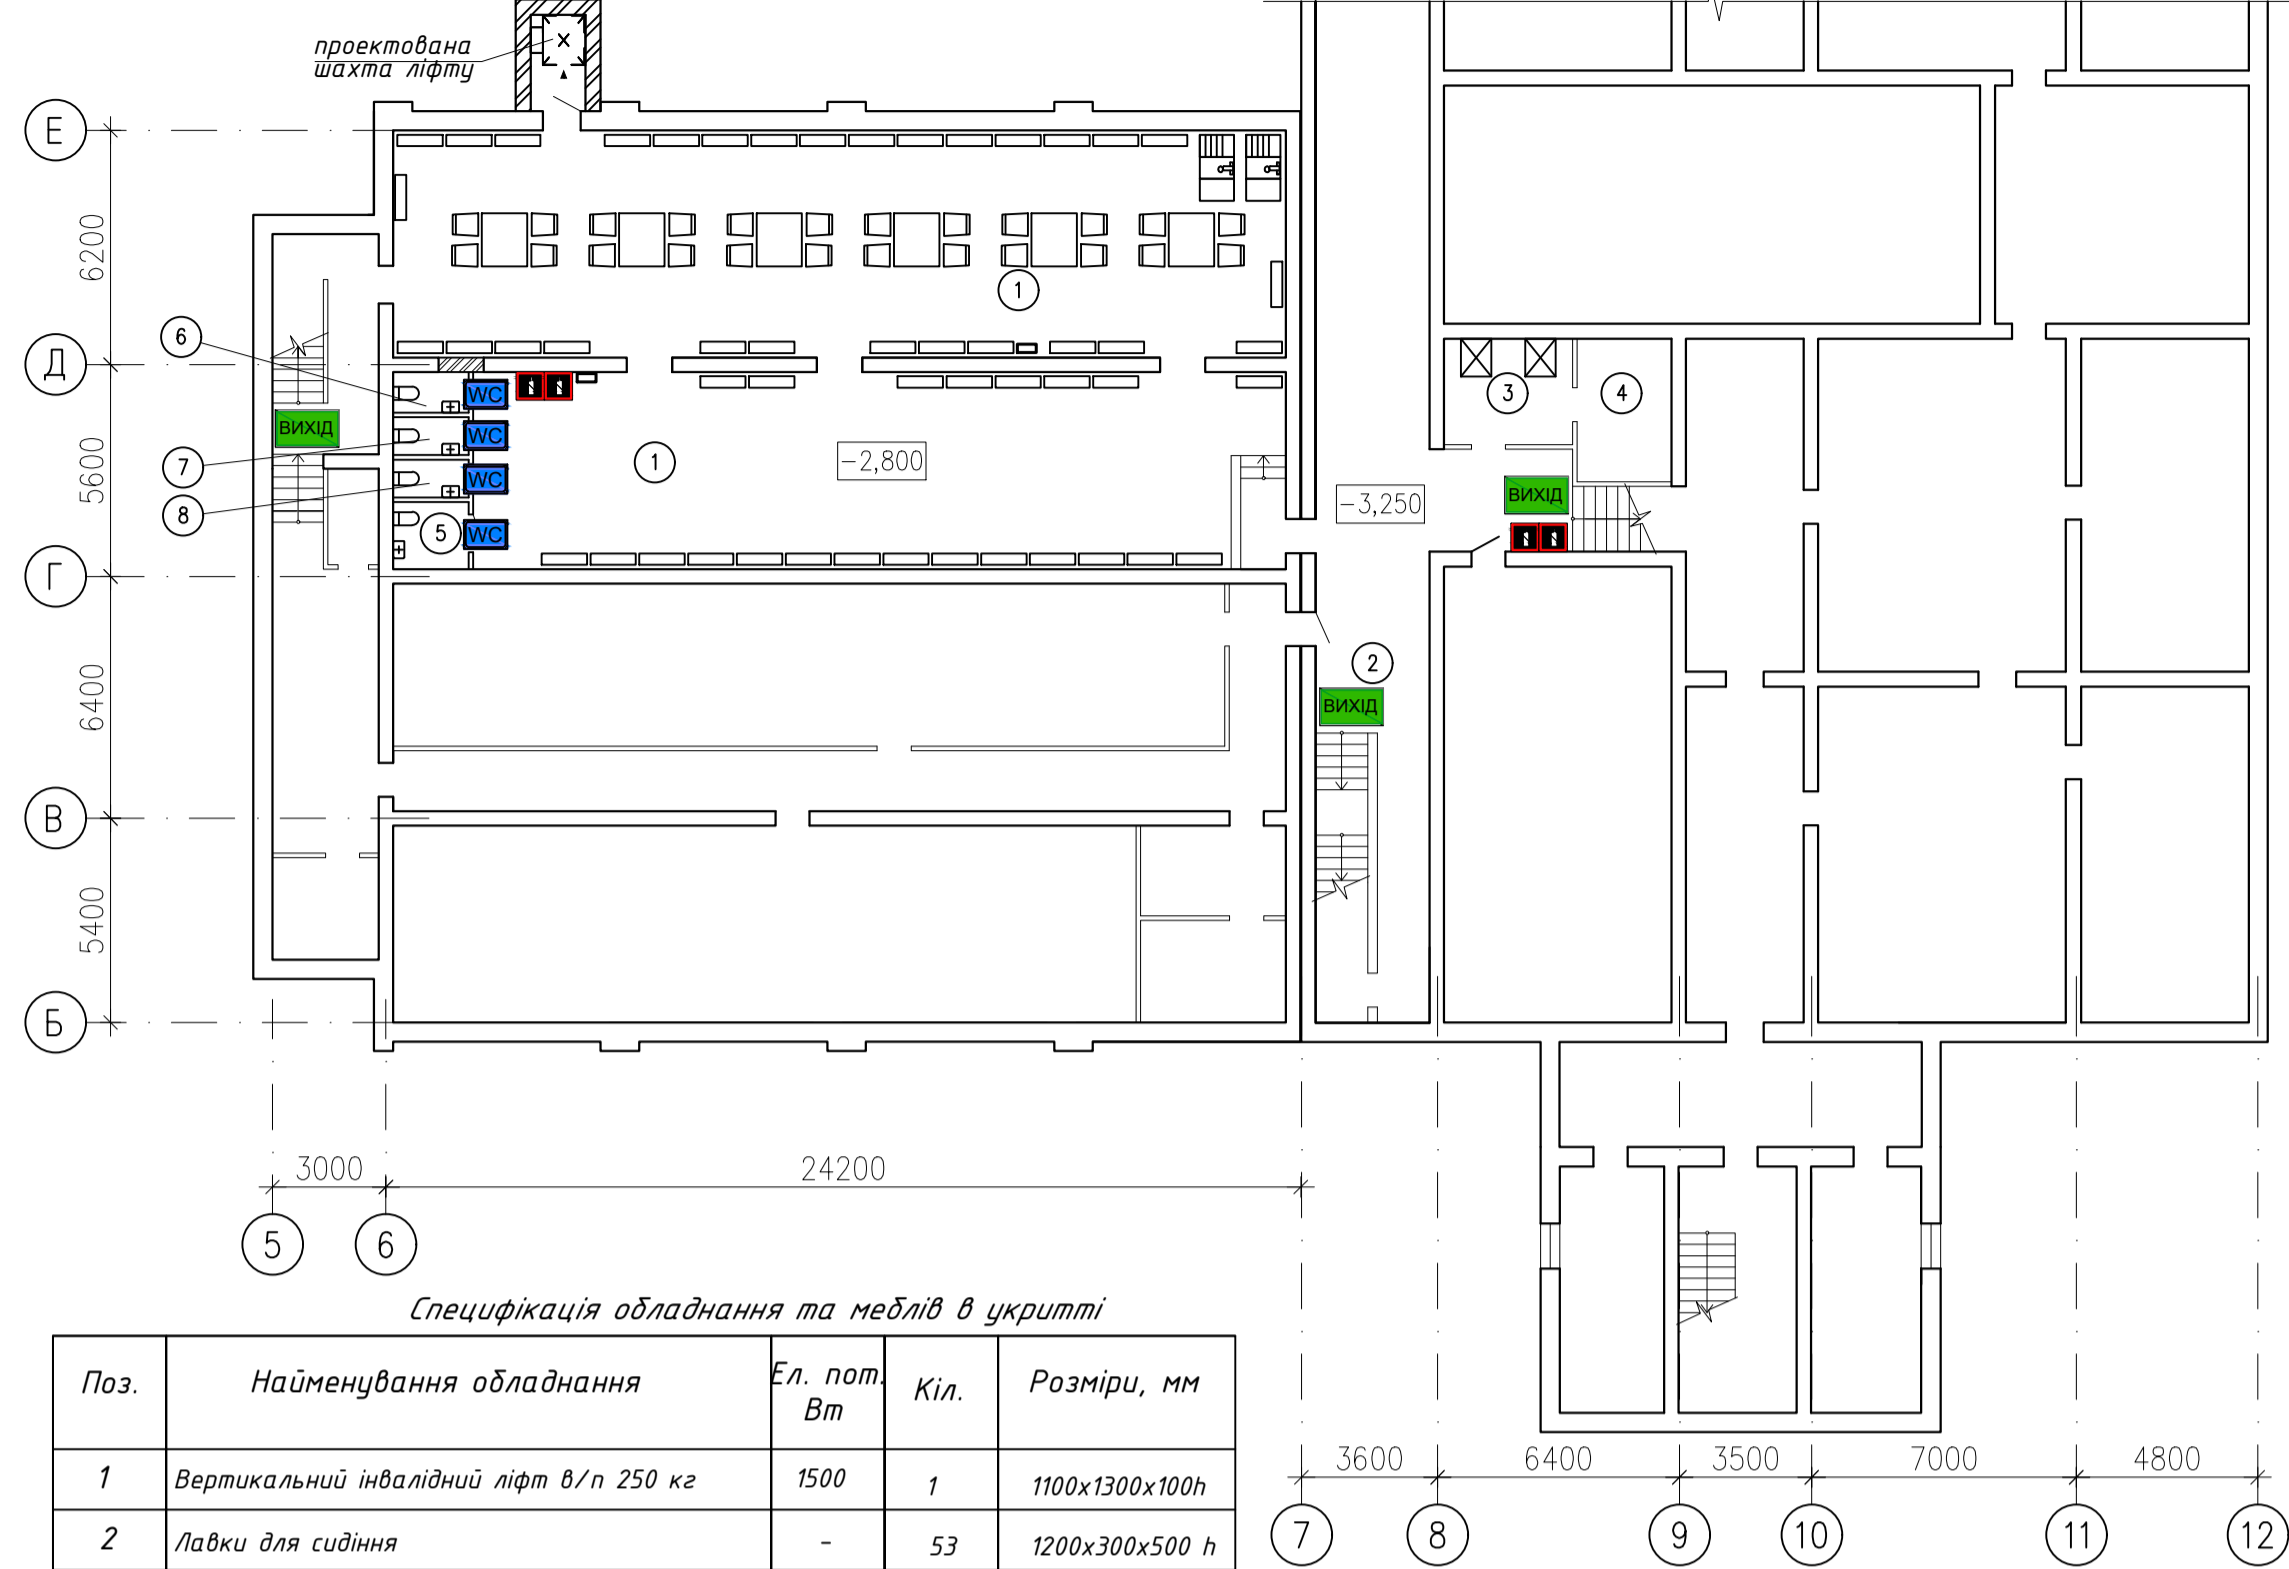 проектована
шахта ліфту
Е
6200
1
6
Д
WC
3
4
ВИХІД
WC
5600
7
1
-2,800
WC
ВИХІД
-3,250
8
5
WC
Г
6400
2
ВИХІД
В
5400
Б
3000
24200
5
6
Специфікація обладнання та меблів в укритті
Поз.
Найменування обладнання
Ел. пот.
Вт
Кіл.
Розміри, мм
1
Вертикальний інвалідний ліфт в/п 250 кг
1500
1
1100х1300х100h
2
Лавки для сидіння
-
53
1200х300х500 h
3600
6400
3500
7000
4800
7
8
9
10
11
12